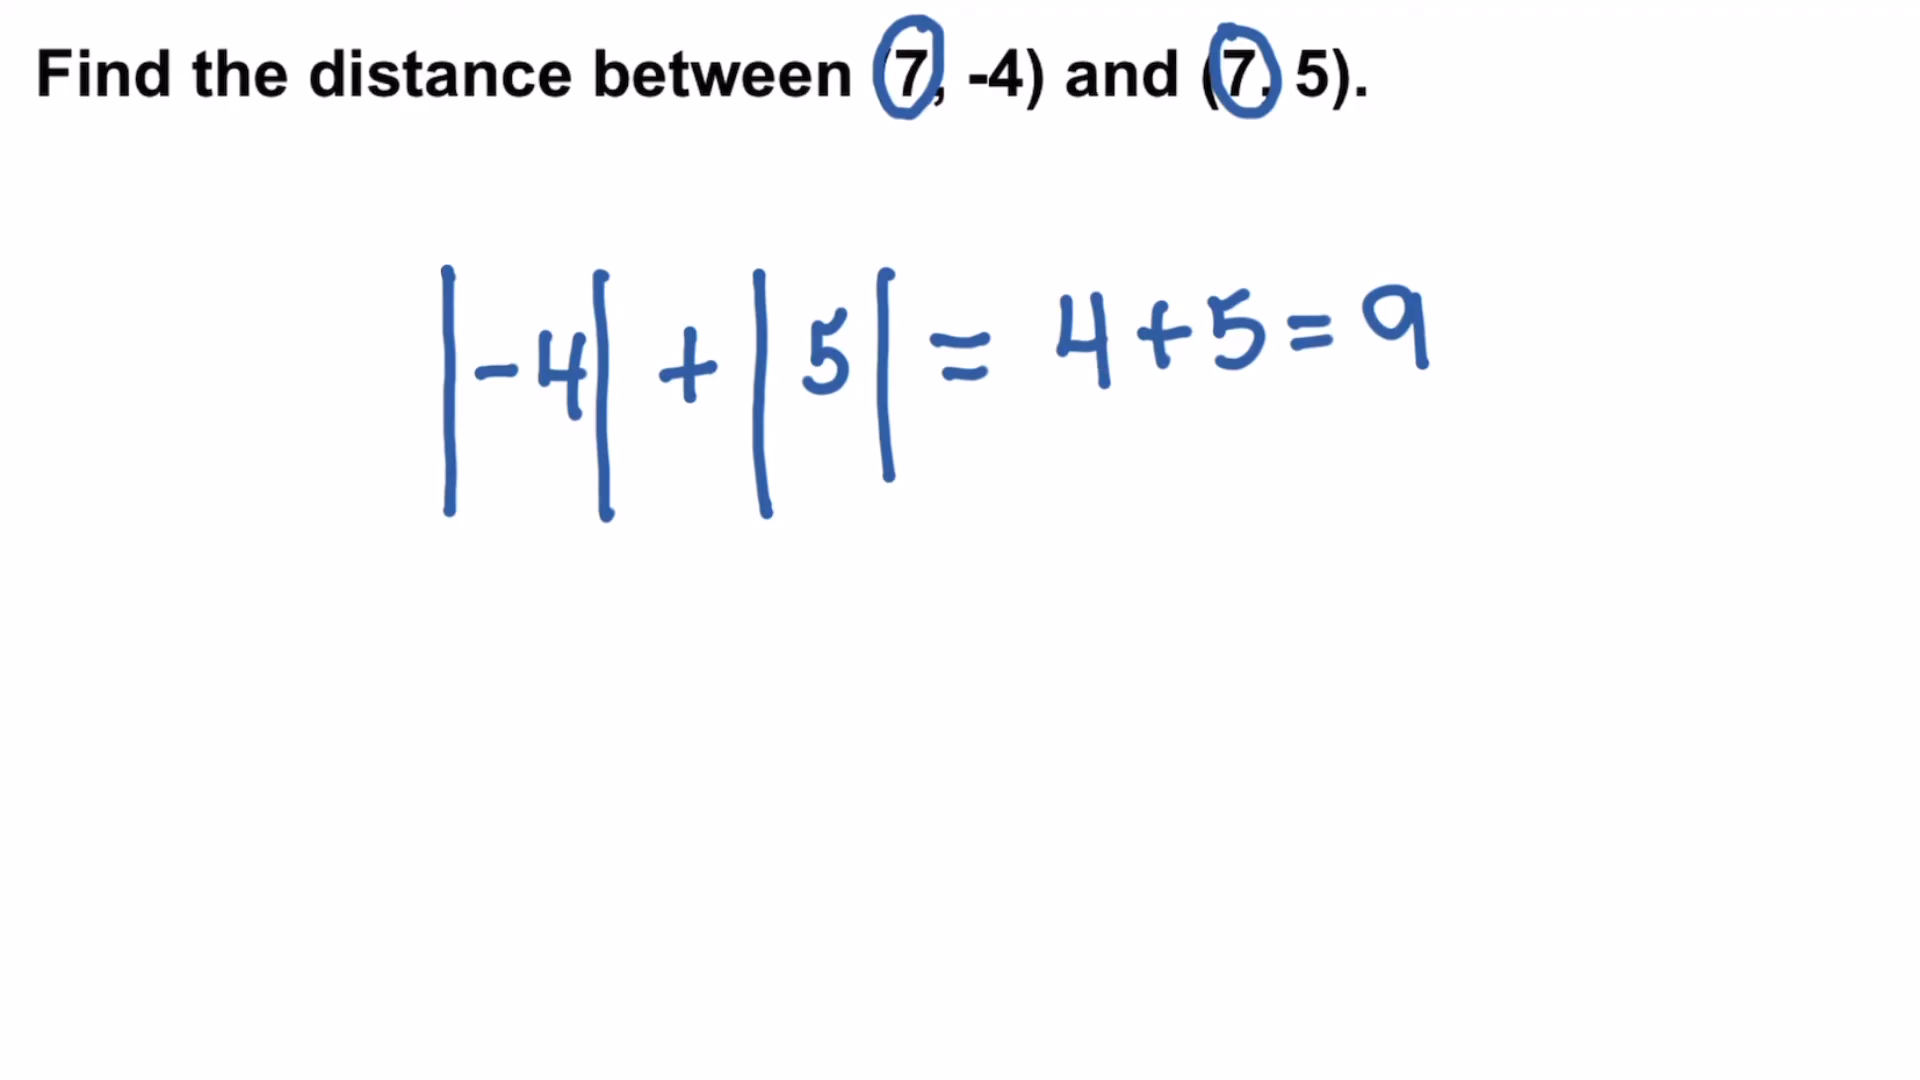 Find the distance between (7, -4) and (7, 5).
|-4| + |5| = 4+5=9